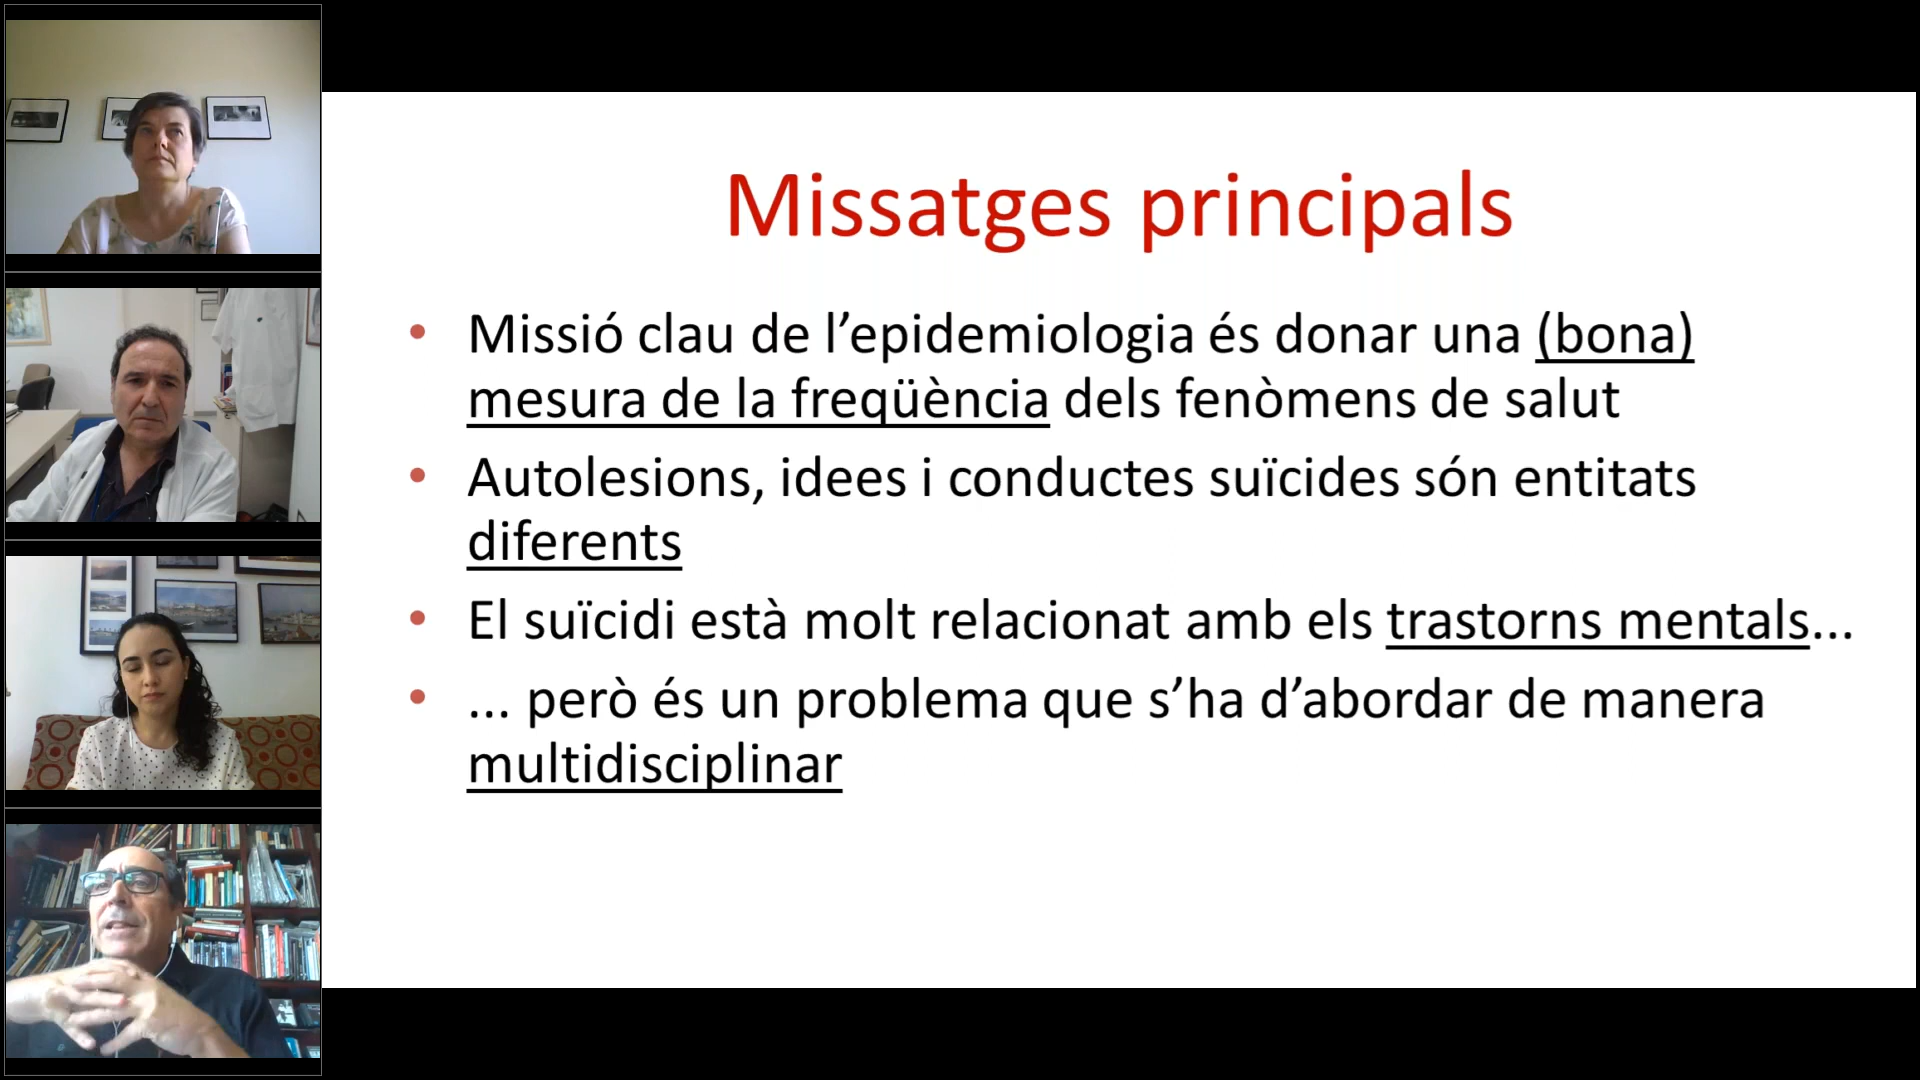 Missatges principals
• Missió clau de l’epidemiologia és donar una (bona)
mesura de la freqüència dels fenòmens de salut
• Autolesions, idees i conductes suïcides són entitats
diferents
• El suïcidi està molt relacionat amb els trastorns mentals...
• ... però és un problema que s’ha d’abordar de manera
multidisciplinar